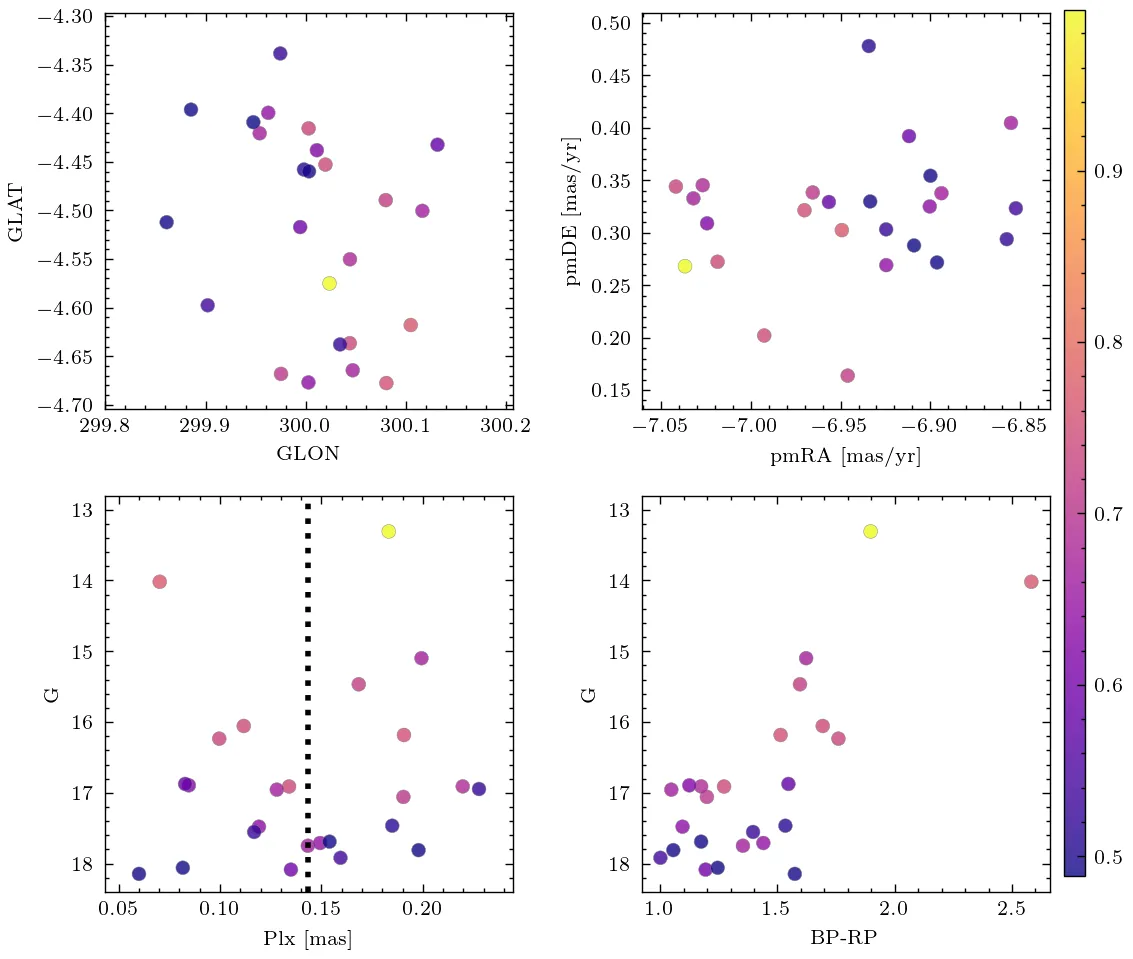 −4.30
−4.35
−4.40
−4.45
−4.50
−4.55
−4.60
−4.65
−4.70
GLAT
299.8 299.9 300.0 300.1 300.2
GLON
0.50
0.45
0.40
0.35
0.30
0.25
0.20
0.15
pmDE [mas/yr]
−7.05 −7.00 −6.95 −6.90 −6.85
pmRA [mas/yr]
0.9
0.8
0.7
0.6
0.5
13
14
15
16
17
18
G
0.05 0.10 0.15 0.20
Plx [mas]
13
14
15
16
17
18
G
1.0 1.5 2.0 2.5
BP-RP